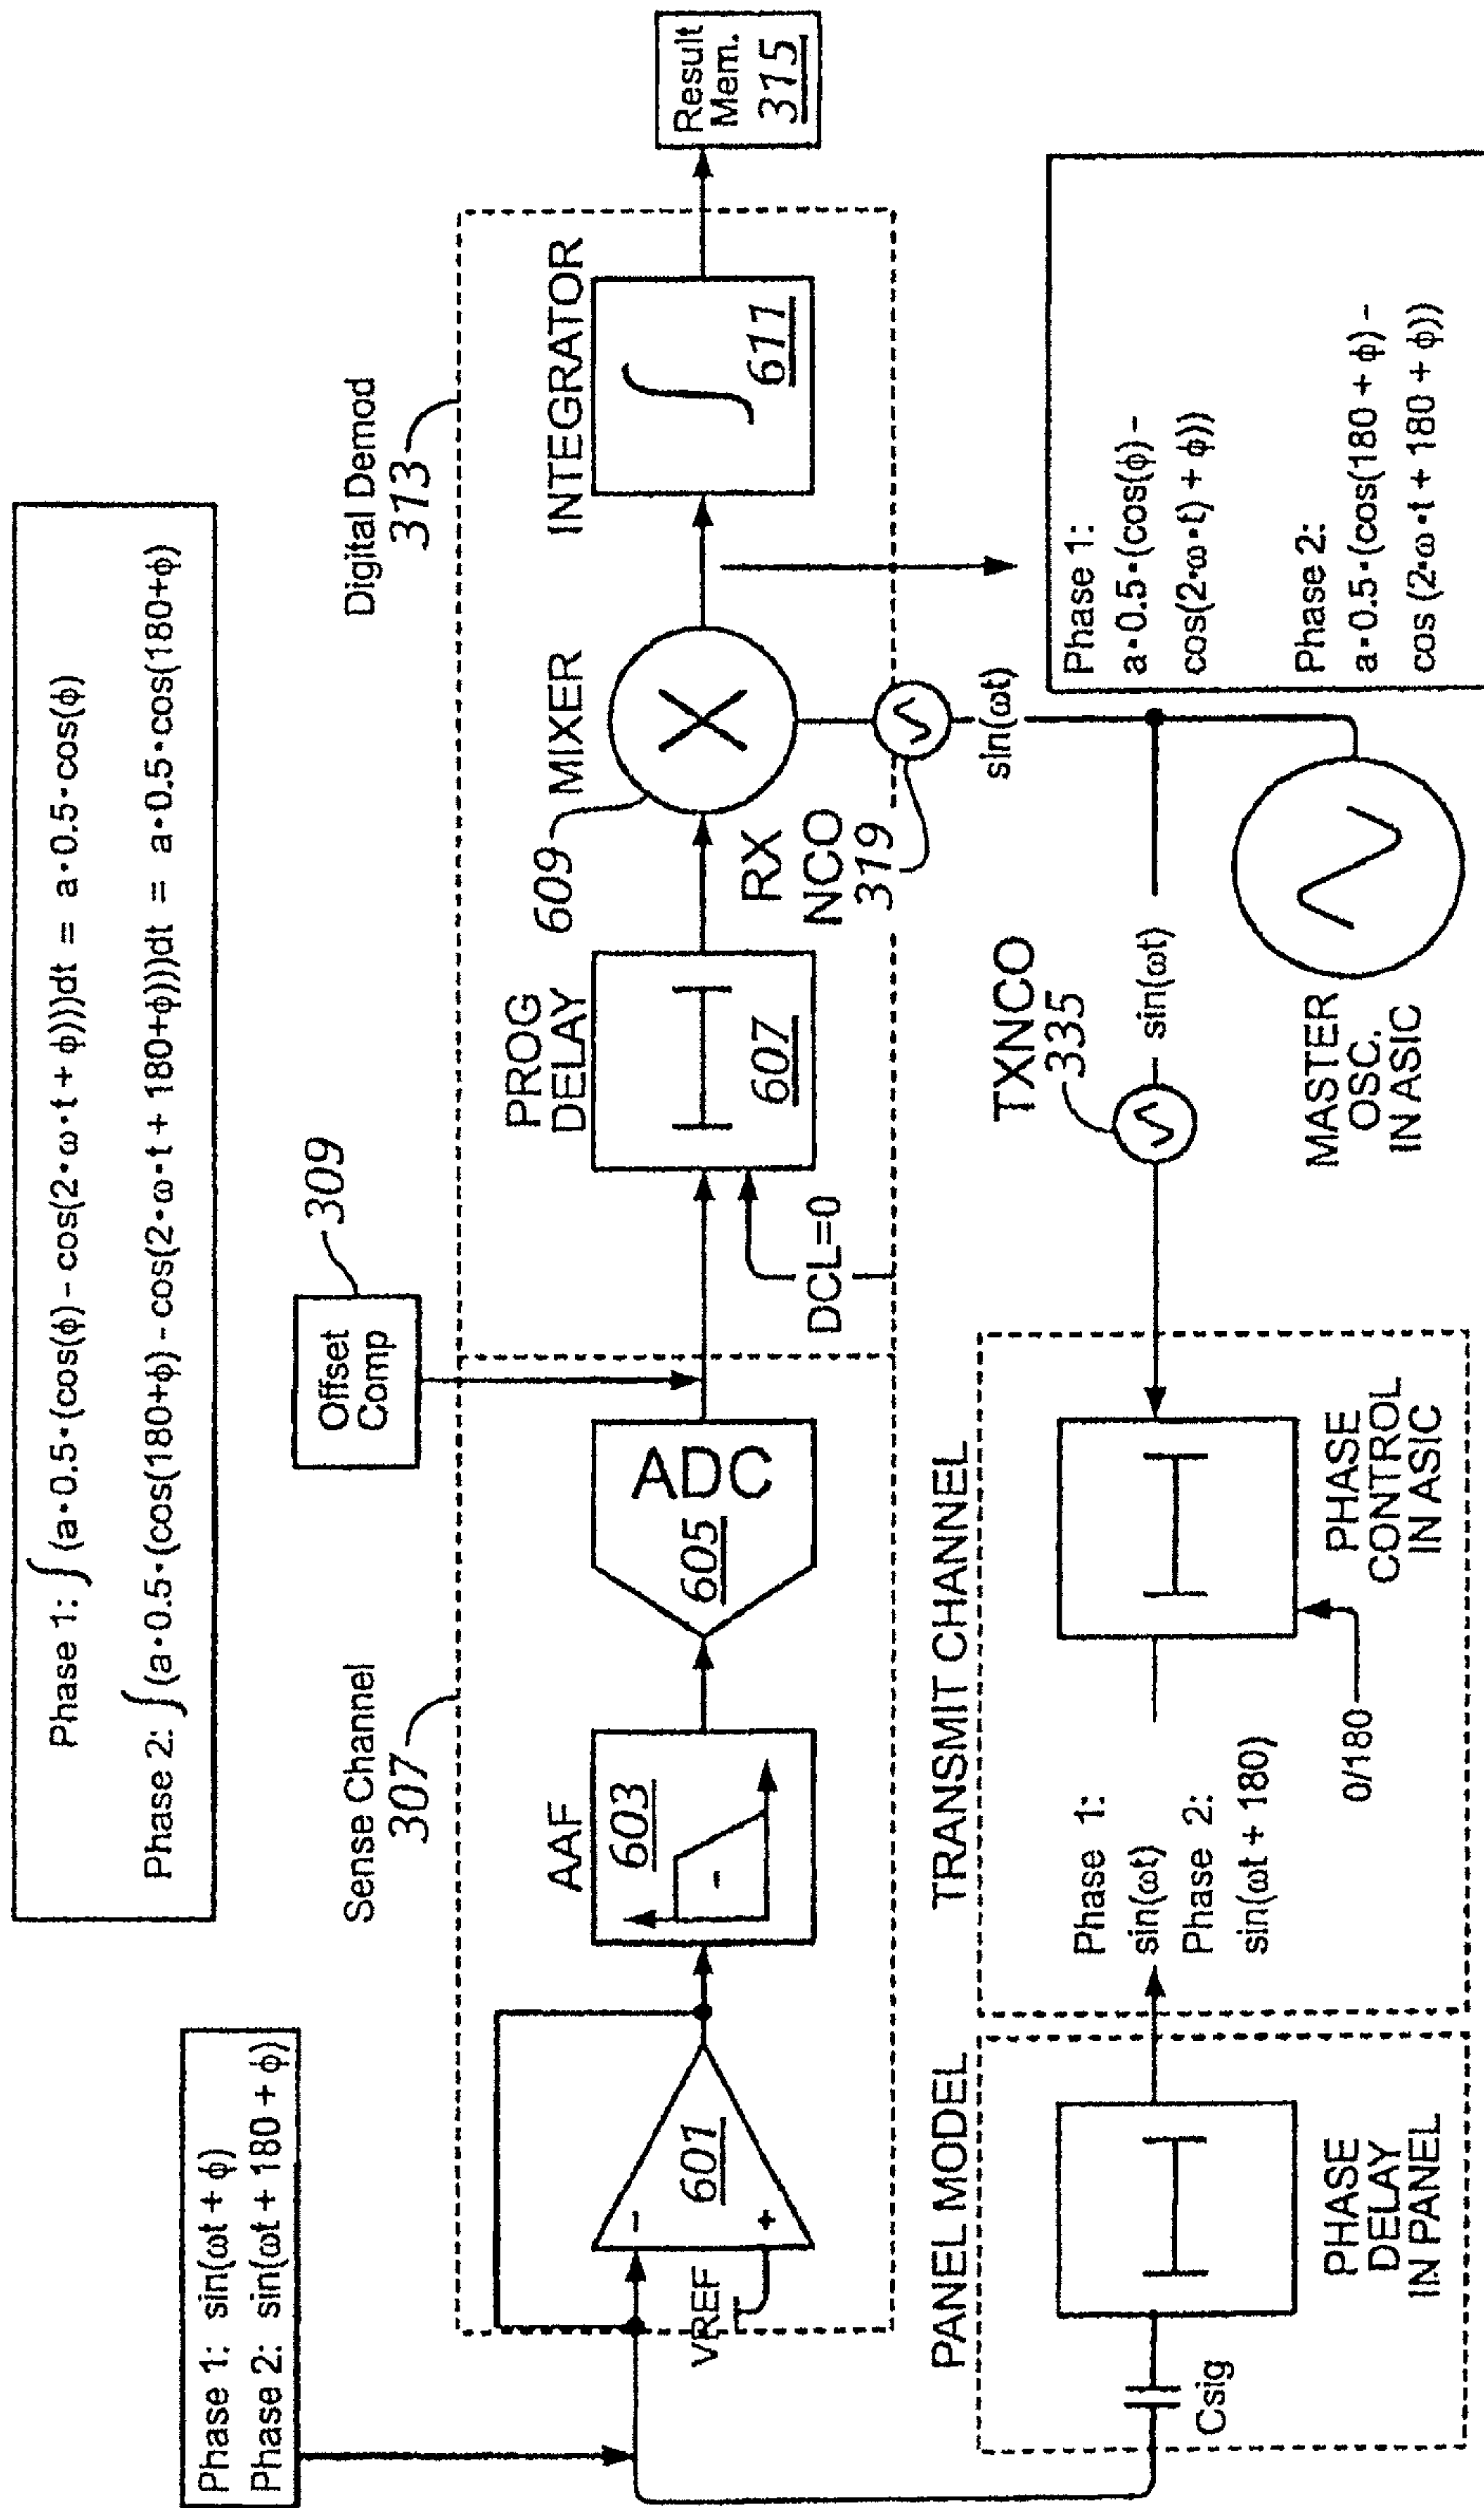 Phase 1: ∫(a•0.5•(cos(ϕ) - cos(2•ω•t + ϕ)))dt = a•0.5•cos(ϕ)
Phase 2: ∫(a•0.5•(cos(180+ϕ) - cos(2•ω•t + 180+ϕ)))dt = a•0.5•cos(180+ϕ)
Phase 1: sin(ωt + ϕ)
Phase 2: sin(ωt + 180 + ϕ)
Offset
Comp
309
Sense Channel
307
Digital Demod
313
-
601
+
VREF
AAF
603
-
ADC
605
PROG
DELAY
607
DCL=0
609
MIXER
RX
NCO
319
INTEGRATOR
∫
611
Result
Mem.
315
sin(ωt)
PANEL MODEL
Csig
PHASE
DELAY
IN PANEL
TRANSMIT CHANNEL
Phase 1:
sin(ωt)
Phase 2:
sin(ωt + 180)
0/180
PHASE
CONTROL
IN ASIC
TXNCO
335
sin(ωt)
MASTER
OSC.
IN ASIC
Phase 1:
a•0.5•(cos(ϕ) -
cos(2•ω•t) + ϕ))
Phase 2:
a•0.5•(cos(180 + ϕ) -
cos (2•ω•t + 180 + ϕ))